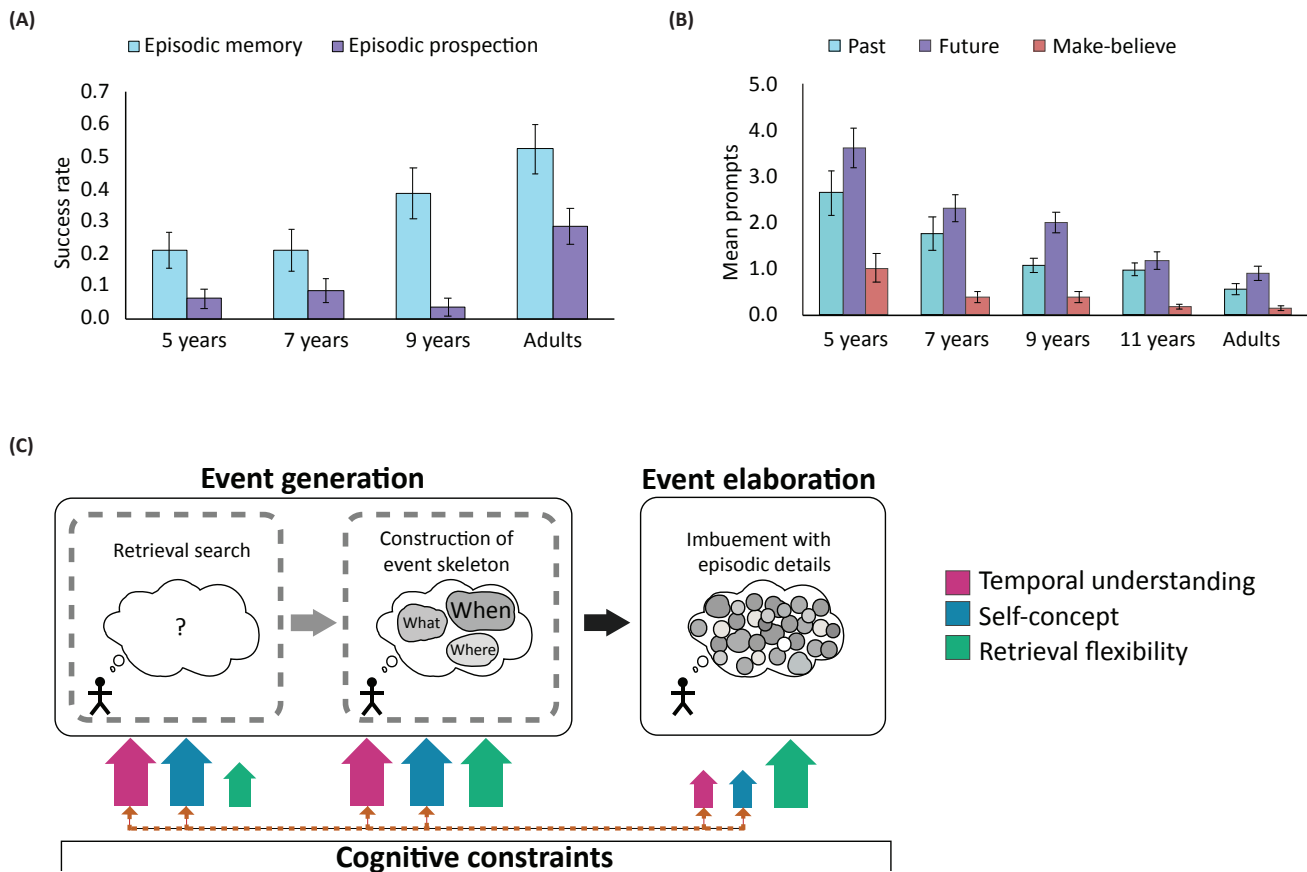 (A)
Episodic memory Episodic prospection
0.7
0.6
0.5
0.4
0.3
0.2
0.1
0.0
Success rate
5 years 7 years 9 years Adults
(B)
Past Future Make-believe
5.0
4.0
3.0
2.0
1.0
0.0
Mean prompts
5 years 7 years 9 years 11 years Adults
(C)
Event generation
Retrieval search
?
Construction of
event skeleton
What
When
Where
Event elaboration
Imbuement with
episodic details
Temporal understanding
Self-concept
Retrieval flexibility
Cognitive constraints